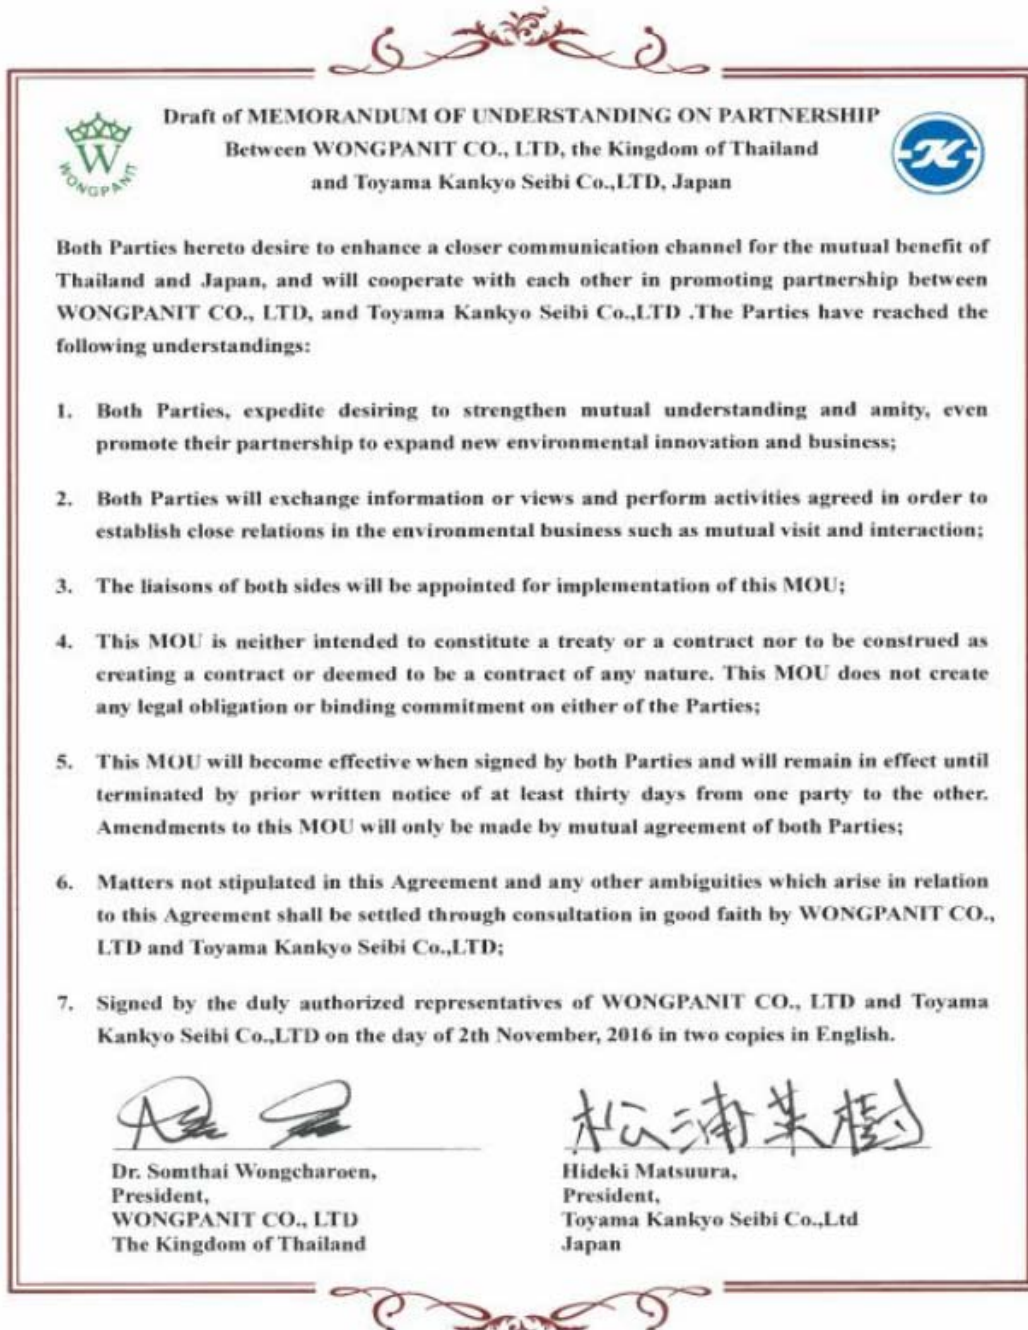 Draft of MEMORANDUM OF UNDERSTANDING ON PARTNERSHIP
Between WONGPANIT CO., LTD, the Kingdom of Thailand
and Toyama Kankyo Seibi Co.,LTD, Japan
W
WONGPANIT
K
Both Parties hereto desire to enhance a closer communication channel for the mutual benefit of
Thailand and Japan, and will cooperate with each other in promoting partnership between
WONGPANIT CO., LTD, and Toyama Kankyo Seibi Co.,LTD .The Parties have reached the
following understandings:
1. Both Parties, expedite desiring to strengthen mutual understanding and amity, even
promote their partnership to expand new environmental innovation and business;
2. Both Parties will exchange information or views and perform activities agreed in order to
establish close relations in the environmental business such as mutual visit and interaction;
3. The liaisons of both sides will be appointed for implementation of this MOU;
4. This MOU is neither intended to constitute a treaty or a contract nor to be construed as
creating a contract or deemed to be a contract of any nature. This MOU does not create
any legal obligation or binding commitment on either of the Parties;
5. This MOU will become effective when signed by both Parties and will remain in effect until
terminated by prior written notice of at least thirty days from one party to the other.
Amendments to this MOU will only be made by mutual agreement of both Parties;
6. Matters not stipulated in this Agreement and any other ambiguities which arise in relation
to this Agreement shall be settled through consultation in good faith by WONGPANIT CO.,
LTD and Toyama Kankyo Seibi Co.,LTD;
7. Signed by the duly authorized representatives of WONGPANIT CO., LTD and Toyama
Kankyo Seibi Co.,LTD on the day of 2th November, 2016 in two copies in English.
松浦英樹
Dr. Somthai Wongcharoen,
President,
WONGPANIT CO., LTD
The Kingdom of Thailand
Hideki Matsuura,
President,
Toyama Kankyo Seibi Co.,Ltd
Japan